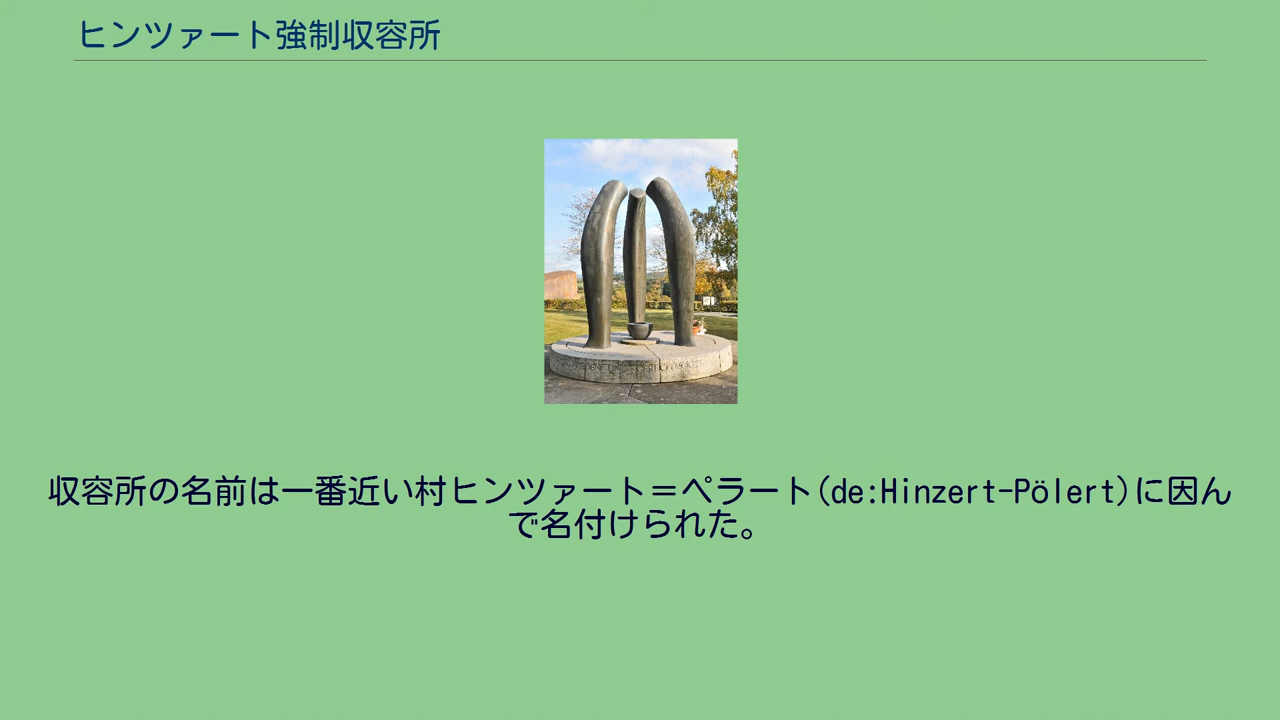 ヒンツァート強制収容所
収容所の名前は一番近い村ヒンツァート＝ペラート(de:Hinzert-Pölert)に因ん
で名付けられた。